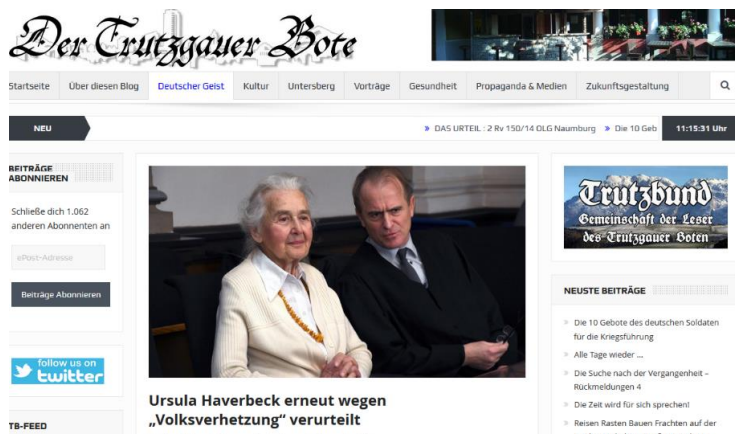 Der Trutzgauer Bote
Startseite Über diesen Blog Deutscher Geist Kultur Untersberg Vorträge Gesundheit Propaganda & Medien Zukunftsgestaltung
NEU » DAS URTEIL : 2 Rv 150/14 OLG Naumburg » Die 10 Geb 11:15:31 Uhr
BEITRÄGE
ABONNIEREN
Schließe dich 1.062
anderen Abonnenten an
ePost-Adresse
Beiträge Abonnieren
follow us on
twitter
TB-FEED
Ursula Haverbeck erneut wegen
„Volksverhetzung“ verurteilt
Trutzbund
Gemeinschaft der Leser
des Trutzgauer Boten
NEUSTE BEITRÄGE
» Die 10 Gebote des deutschen Soldaten
für die Kriegsführung
» Alle Tage wieder ...
» Die Suche nach der Vergangenheit –
Rückmeldungen 4
» Die Zeit wird für sich sprechen!
» Reisen Rasten Bauen Frachten auf der